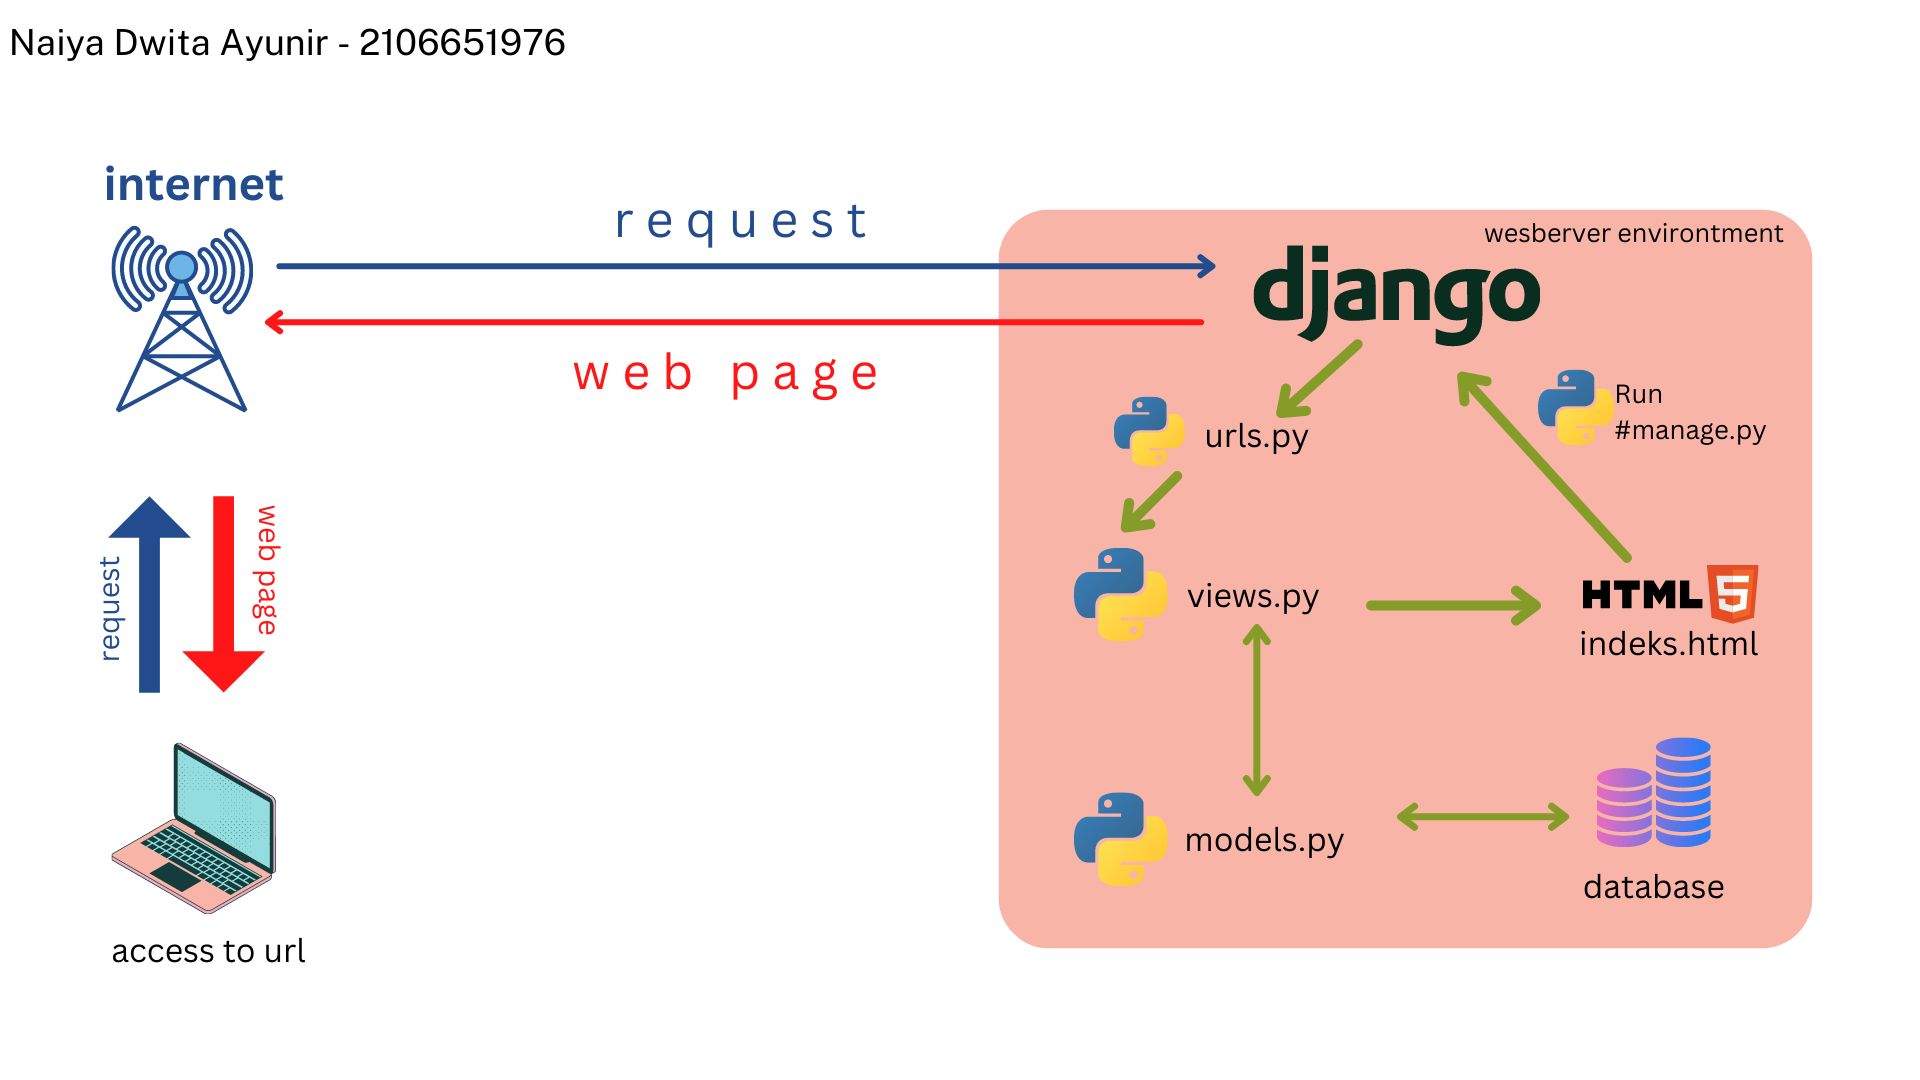 Naiya Dwita Ayunir - 2106651976
internet
request
wesberver environtment
django
web page
Run
#manage.py
urls.py
request
web page
views.py
HTML
5
indeks.html
models.py
database
access to url